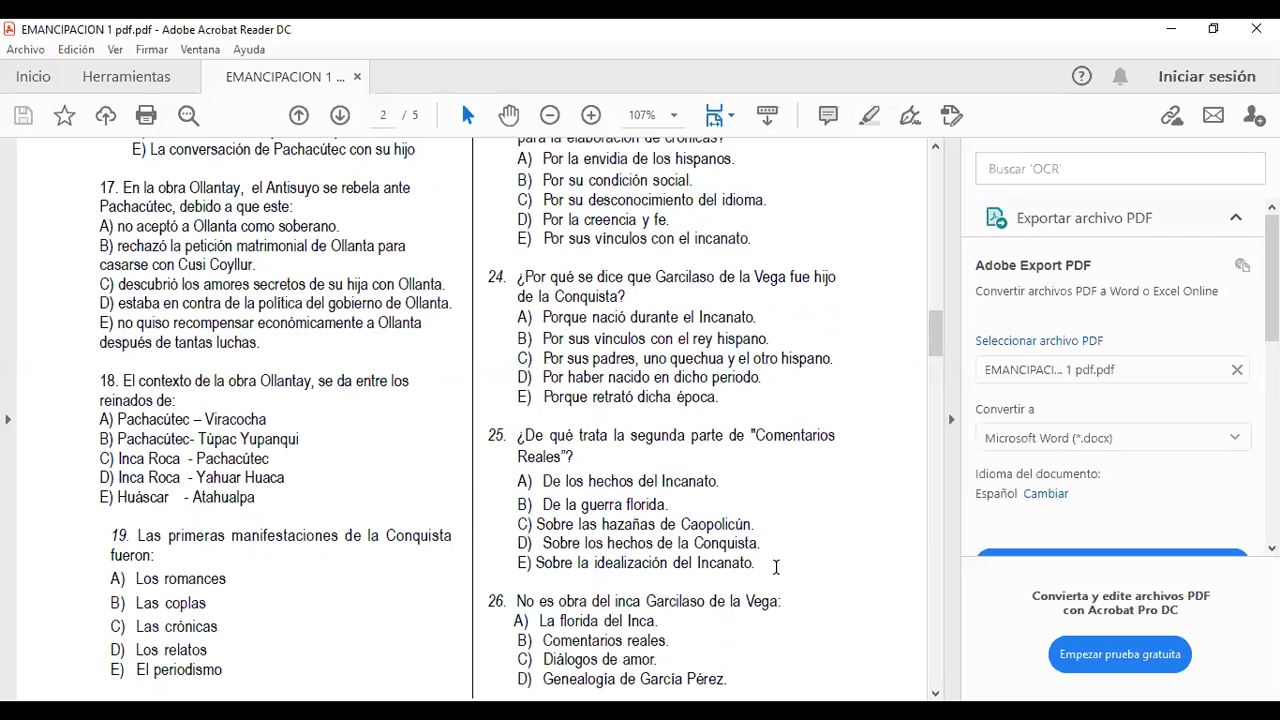 EMANCIPACION 1 pdf.pdf - Adobe Acrobat Reader DC
Archivo Edición Ver Firmar Ventana Ayuda
Inicio Herramientas EMANCIPACION 1 ... × Iniciar sesión
2 / 5 107%
E) La conversación de Pachacútec con su hijo
17. En la obra Ollantay, el Antisuyo se rebela ante
Pachacútec, debido a que este:
A) no aceptó a Ollanta como soberano.
B) rechazó la petición matrimonial de Ollanta para
casarse con Cusi Coyllur.
C) descubrió los amores secretos de su hija con Ollanta.
D) estaba en contra de la política del gobierno de Ollanta.
E) no quiso recompensar económicamente a Ollanta
después de tantas luchas.
18. El contexto de la obra Ollantay, se da entre los
reinados de:
A) Pachacútec – Viracocha
B) Pachacútec- Túpac Yupanqui
C) Inca Roca - Pachacútec
D) Inca Roca - Yahuar Huaca
E) Huáscar - Atahualpa
19. Las primeras manifestaciones de la Conquista
fueron:
A) Los romances
B) Las coplas
C) Las crónicas
D) Los relatos
E) El periodismo
para la elaboración de crónicas?
A) Por la envidia de los hispanos.
B) Por su condición social.
C) Por su desconocimiento del idioma.
D) Por la creencia y fe.
E) Por sus vínculos con el incanato.
24. ¿Por qué se dice que Garcilaso de la Vega fue hijo
de la Conquista?
A) Porque nació durante el Incanato.
B) Por sus vínculos con el rey hispano.
C) Por sus padres, uno quechua y el otro hispano.
D) Por haber nacido en dicho periodo.
E) Porque retrató dicha época.
25. ¿De qué trata la segunda parte de "Comentarios
Reales”?
A) De los hechos del Incanato.
B) De la guerra florida.
C) Sobre las hazañas de Caopolicún.
D) Sobre los hechos de la Conquista.
E) Sobre la idealización del Incanato.
26. No es obra del inca Garcilaso de la Vega:
A) La florida del Inca.
B) Comentarios reales.
C) Diálogos de amor.
D) Genealogía de García Pérez.
Buscar 'OCR'
Exportar archivo PDF
Adobe Export PDF
Convertir archivos PDF a Word o Excel Online
Seleccionar archivo PDF
EMANCIPACI... 1 pdf.pdf
Convertir a
Microsoft Word (*.docx)
Idioma del documento:
Español Cambiar
Convierta y edite archivos PDF
con Acrobat Pro DC
Empezar prueba gratuita